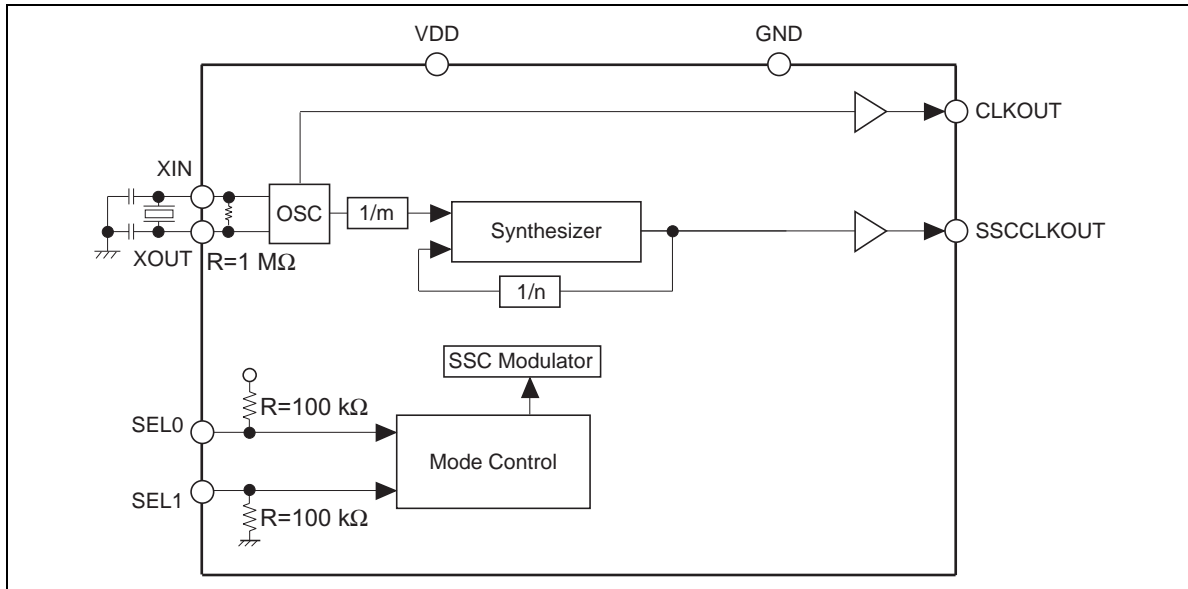 VDD
GND
CLKOUT
XIN
OSC
1/m
Synthesizer
SSCCLKOUT
XOUT
R=1 MΩ
1/n
SSC Modulator
R=100 kΩ
SEL0
Mode Control
SEL1
R=100 kΩ